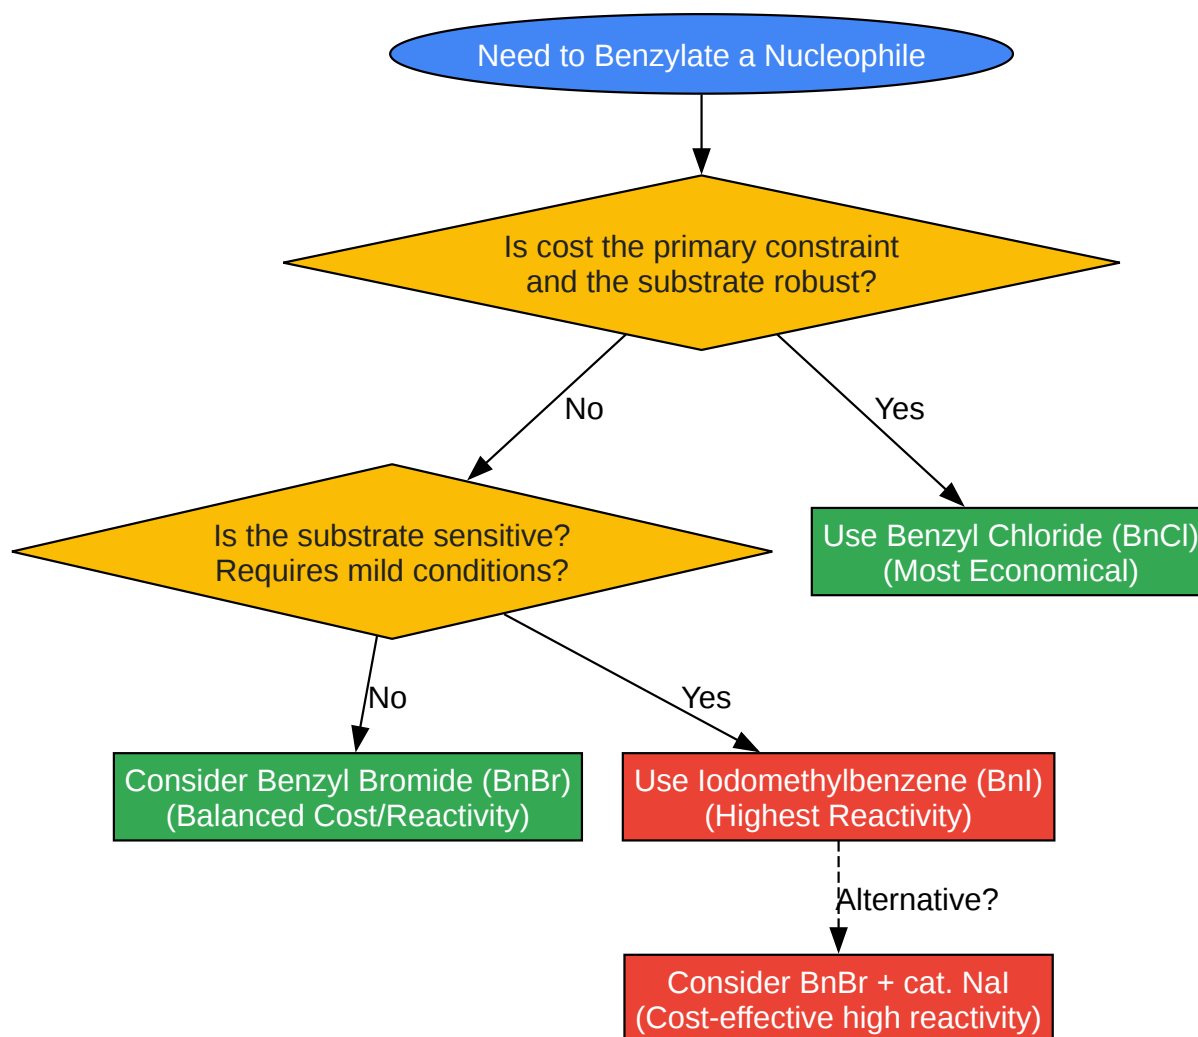 Need to Benzylate a Nucleophile
Is cost the primary constraint
and the substrate robust?
No
Yes
Is the substrate sensitive?
Requires mild conditions?
Use Benzyl Chloride (BnCl)
(Most Economical)
No
Yes
Consider Benzyl Bromide (BnBr)
(Balanced Cost/Reactivity)
Use Iodomethylbenzene (BnI)
(Highest Reactivity)
Alternative?
Consider BnBr + cat. NaI
(Cost-effective high reactivity)